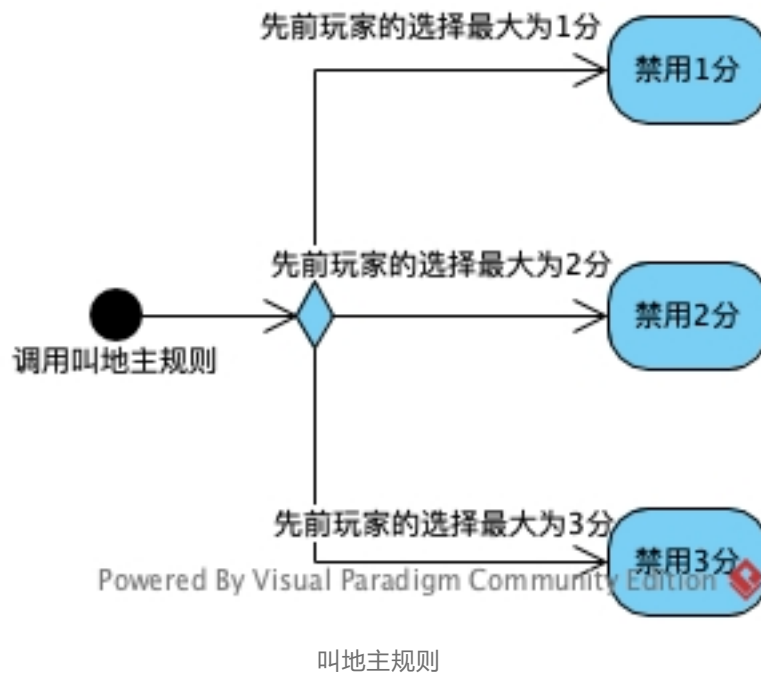 先前玩家的选择最大为1分
禁用1分
先前玩家的选择最大为2分
禁用2分
调用叫地主规则
先前玩家的选择最大为3分
禁用3分
Powered By Visual Paradigm Community Edition
叫地主规则